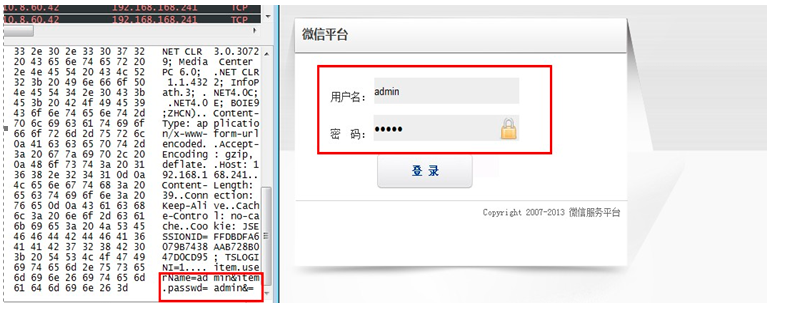 10.8.60.42 192.168.168.241 TCP
10.8.60.42 192.168.168.241 TCP
33 2e 30 2e 33 30 37 32 NET CLR 3.0.3072
20 43 65 6e 74 65 72 20 9; Media Center
2e 4e 45 54 20 43 4c 52 PC 6.0; .NET CLR
32 3b 20 49 6e 66 6f 50 1.1.4322; InfoP
4e 45 54 34 2e 30 43 3b ath.3; .NET4.0C;
45 3b 20 42 4f 49 45 39 .NET4.0E; BOIE9
43 6f 6e 74 65 6e 74 2d ;ZHCN).. Content-
70 6c 69 63 61 74 69 6f Type: application
66 6f 72 6d 2d 75 72 6c n/x-www-form-url
0a 41 63 63 65 70 74 2d encoded. .Accept-
3a 20 67 7a 69 70 2c 20 Encoding : gzip,
0a 48 6f 73 74 3a 20 31 deflate. .Host: 1
36 38 2e 32 34 31 0d 0a 92.168.1 68.241..
4c 65 6e 67 74 68 3a 20 Content- Length:
65 63 74 69 6f 6e 3a 20 39..Conn ection:
76 65 0d 0a 43 61 63 68 Keep-Ali ve..Cach
6c 3a 20 6e 6f 2d 63 61 e-Contro l: no-ca
6b 69 65 3a 20 4a 53 45 che..Coo kie: JSE
46 46 44 42 44 46 41 36 SSIONID= FFDBDFA6
41 41 42 37 32 38 42 30 079B7438 AAB728B0
3b 20 54 53 4c 4f 47 49 47D0CD95 ; TSLOGI
69 74 65 6d 2e 75 73 65 NI=1.... item.use
6d 69 6e 26 69 74 65 6d rName=ad min&item
61 64 6d 69 6e 26 3d .passwd= admin&=
微信平台
用户名: admin
密 码: •••••
登 录
Copyright 2007-2013 微信服务平台